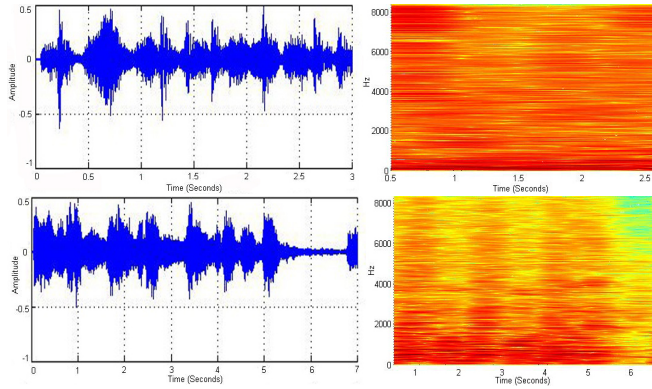 0.5
0
-0.5
-1
Amplitude
0 0.5 1 1.5 2 2.5 3
Time (Seconds)
8000
6000
4000
2000
0
Hz
0.5 1 1.5 2 2.5
Time (Seconds)
0.5
0
-0.5
-1
Amplitude
0 1 2 3 4 5 6 7
Time (Seconds)
8000
6000
4000
2000
0
Hz
1 2 3 4 5 6
Time (Seconds)